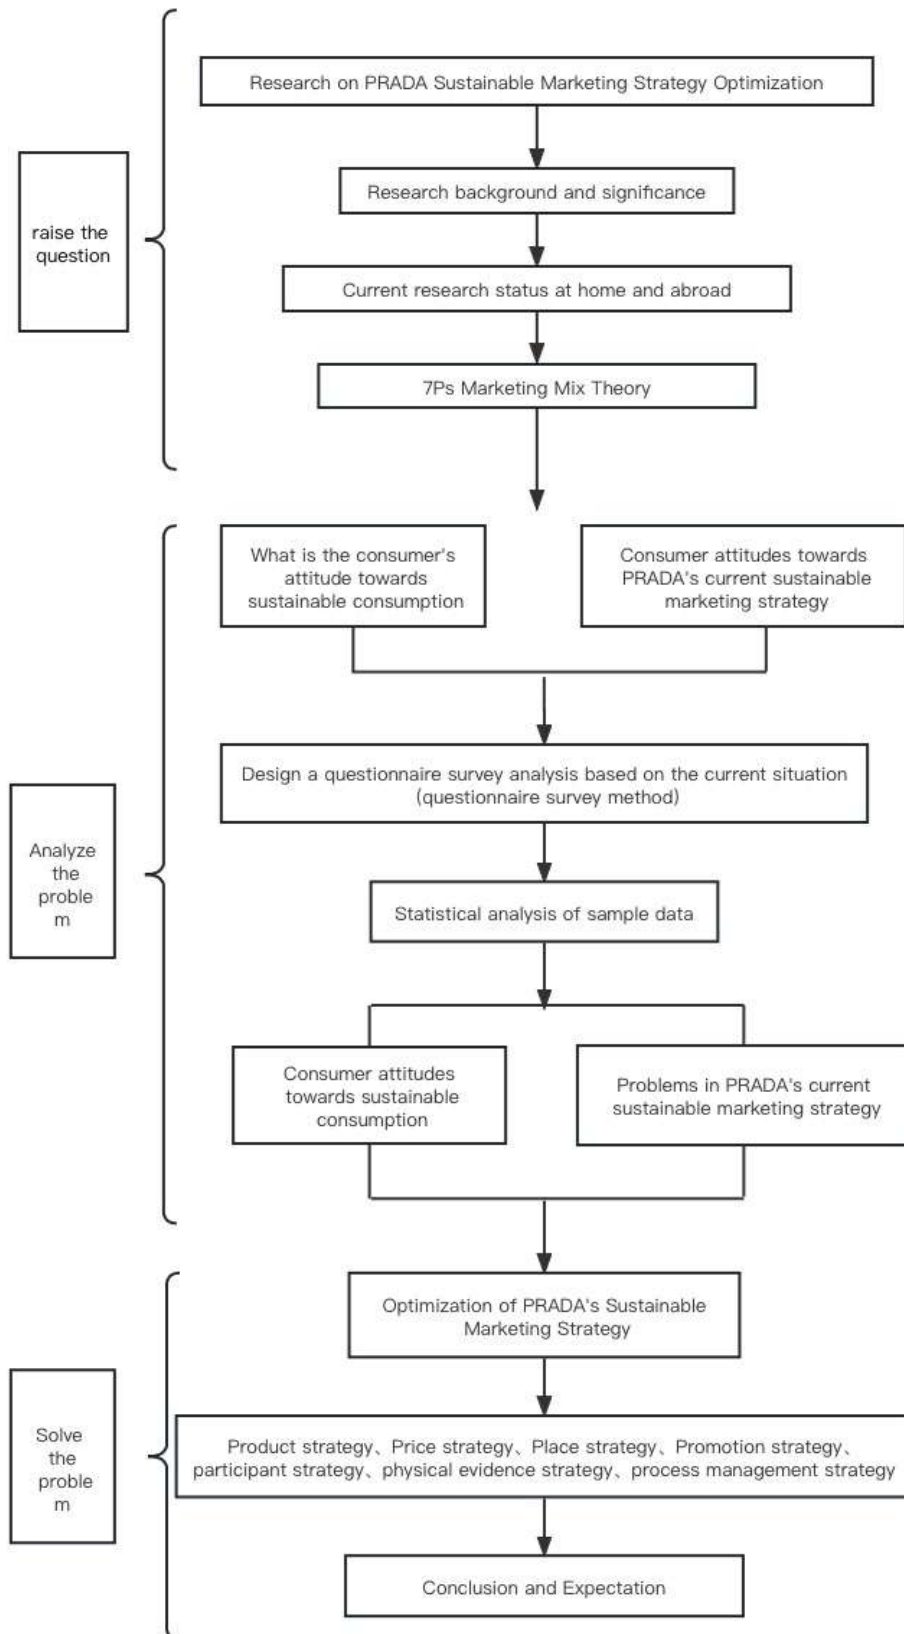 Research on PRADA Sustainable Marketing Strategy Optimization
Research background and significance
raise the
question
Current research status at home and abroad
7Ps Marketing Mix Theory
What is the consumer's
attitude towards
sustainable consumption
Consumer attitudes towards
PRADA's current sustainable
marketing strategy
Design a questionnaire survey analysis based on the current situation
(questionnaire survey method)
Analyze
the
proble
m
Statistical analysis of sample data
Consumer attitudes
towards sustainable
consumption
Problems in PRADA's current
sustainable marketing strategy
Optimization of PRADA's Sustainable
Marketing Strategy
Solve
the
proble
m
Product strategy、Price strategy、Place strategy、Promotion strategy、
participant strategy、physical evidence strategy、process management strategy
Conclusion and Expectation